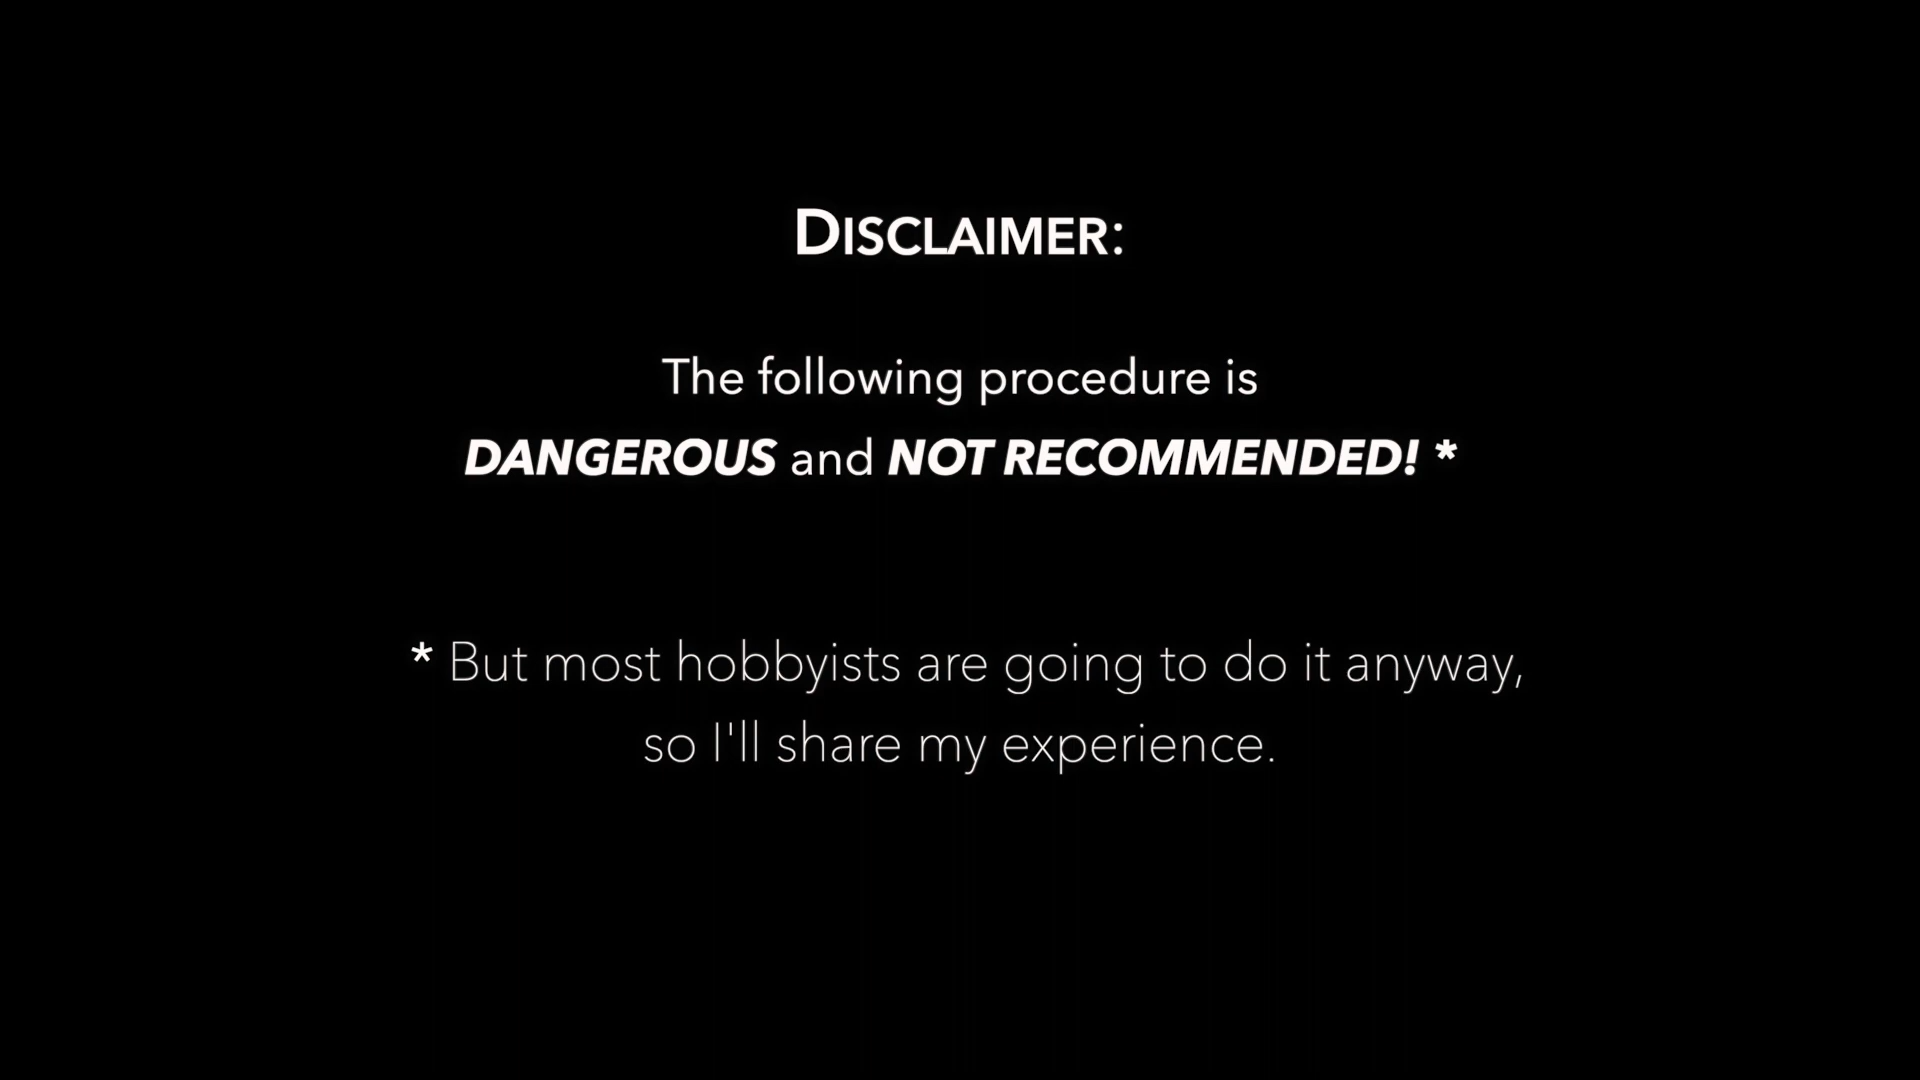 DISCLAIMER:
The following procedure is
DANGEROUS and NOT RECOMMENDED! *
* But most hobbyists are going to do it anyway,
so I'll share my experience.